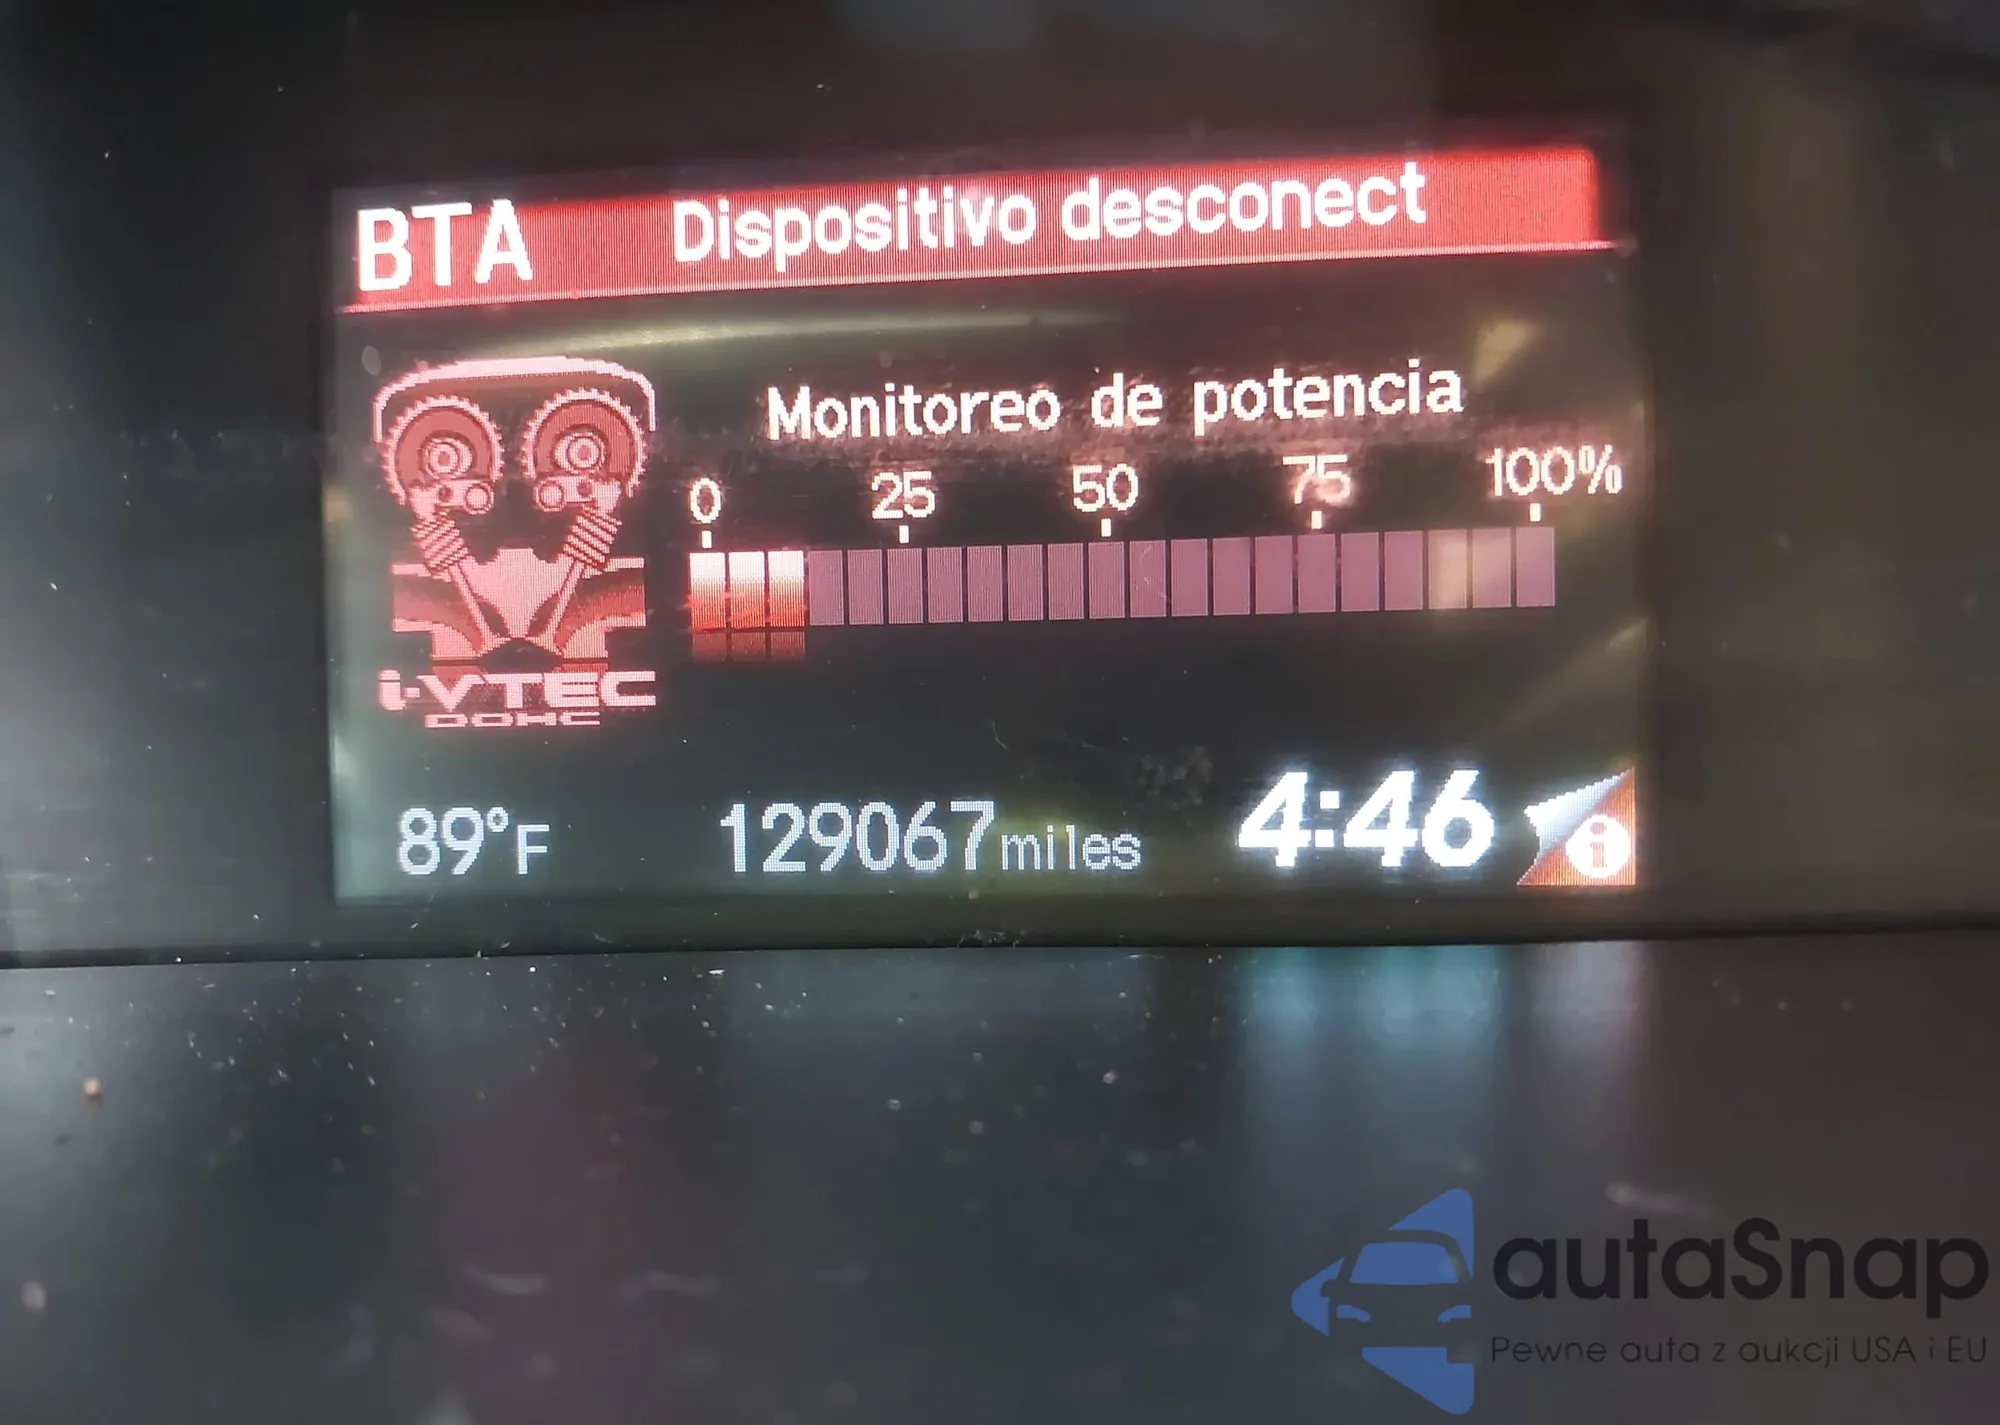 BTA Dispositivo desconect
Monitoreo de potencia
0 25 50 75 100%
i-VTEC
DOHC
89°F 129067miles 4:46 i
autaSnap
Pewne auta z aukcji USA i EU